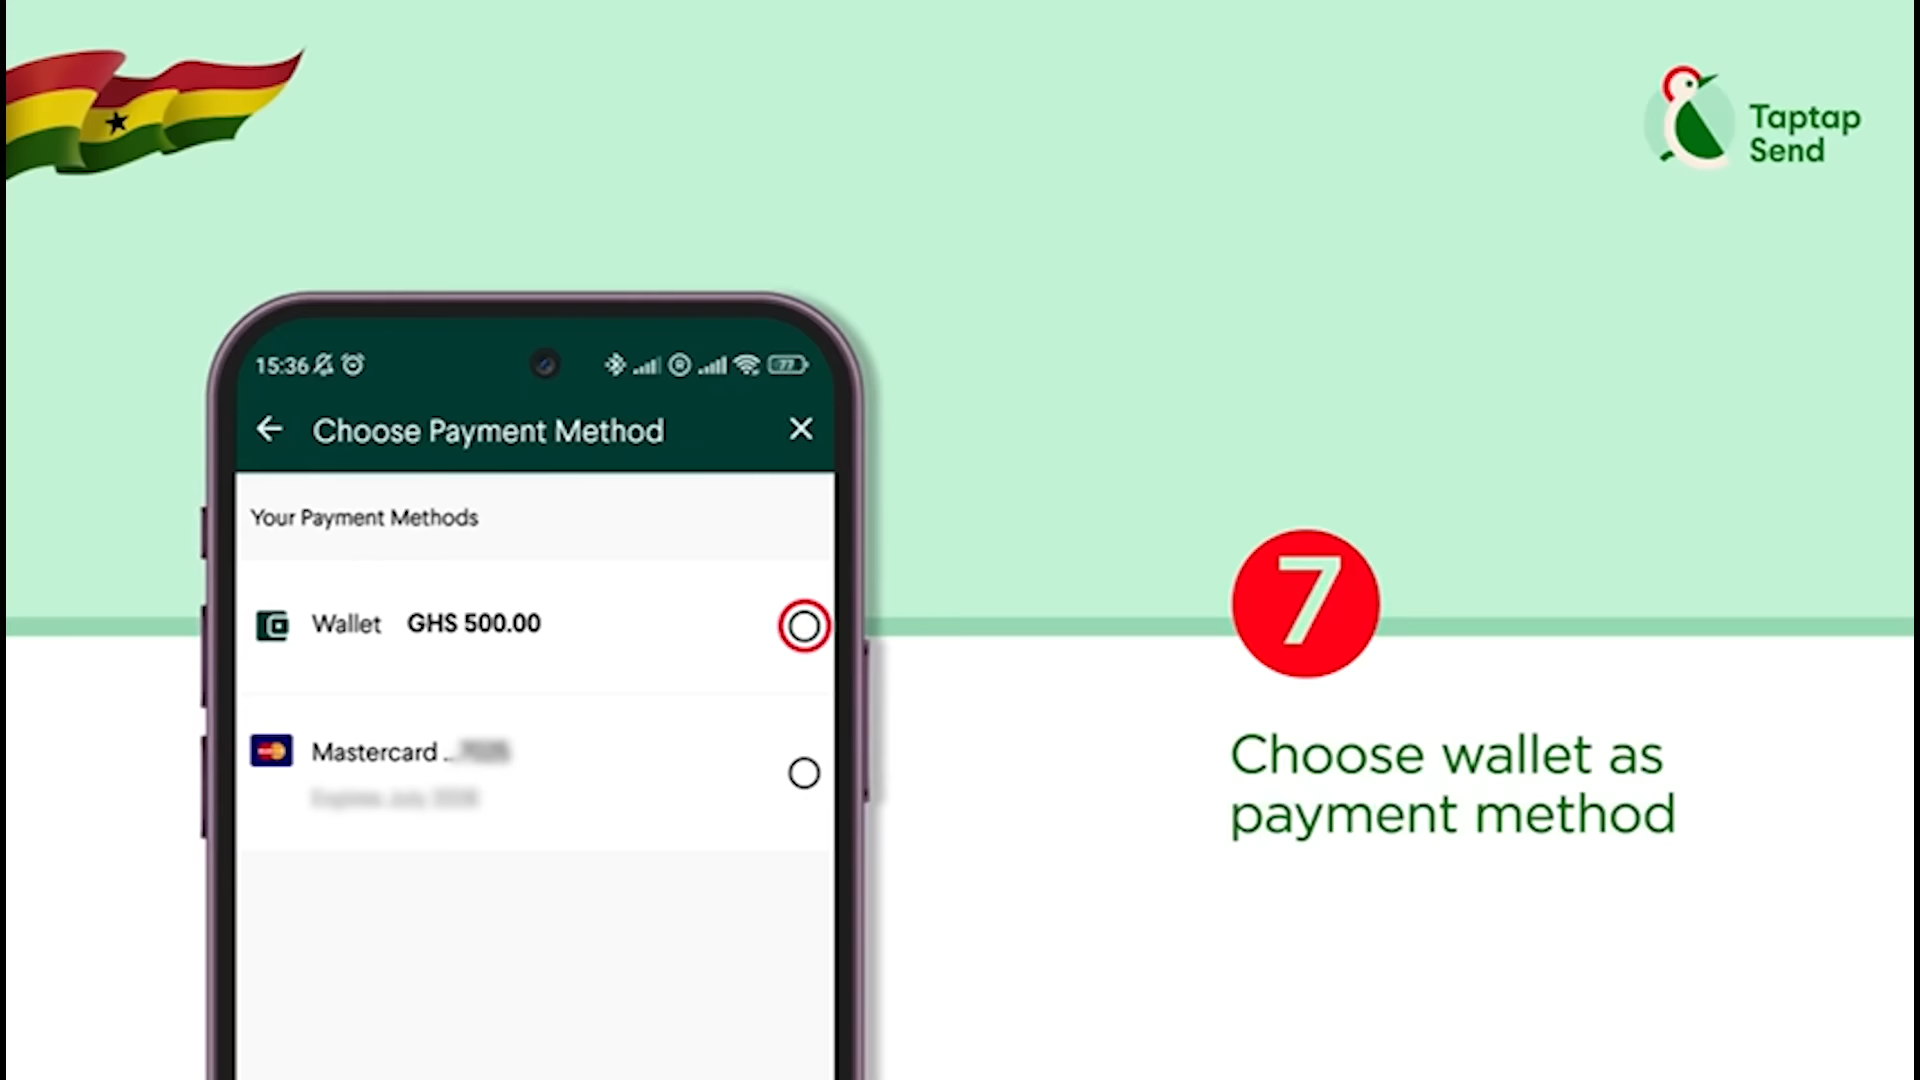 Taptap
Send
15:36
77
Choose Payment Method
Your Payment Methods
Wallet GHS 500.00
Mastercard ..
7
Choose wallet as
payment method